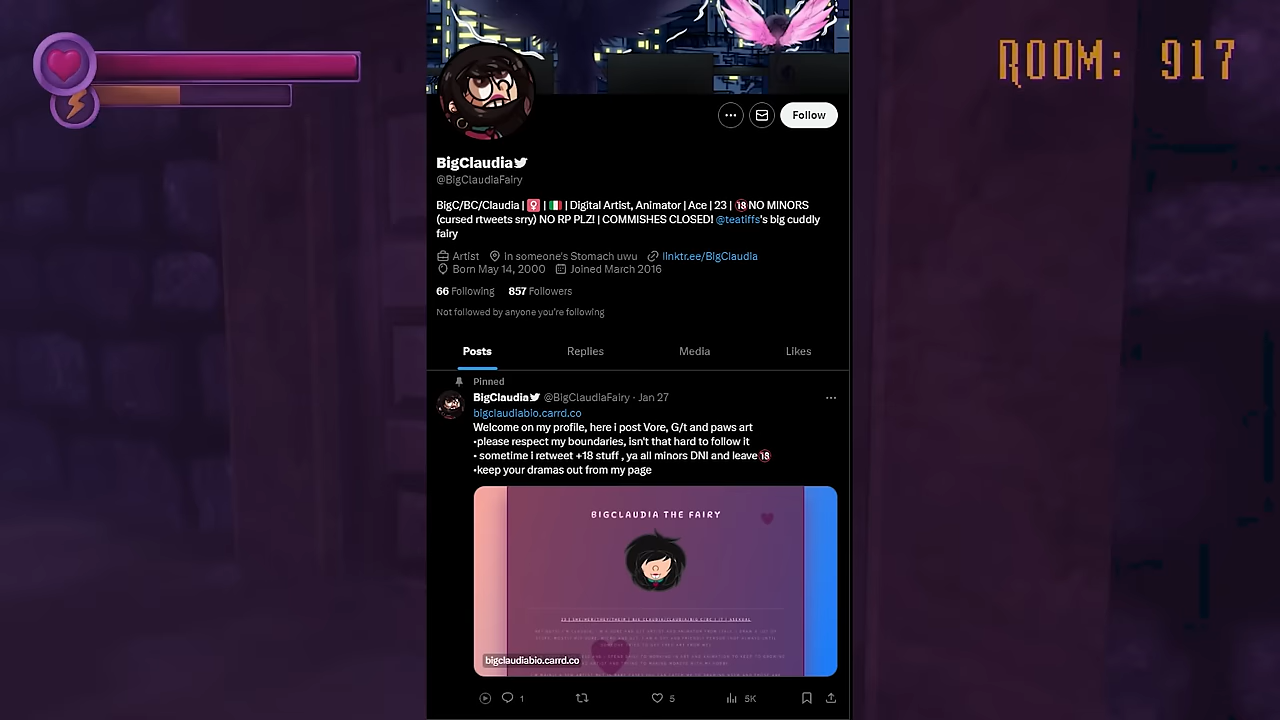 ROOM: 917
Follow
BigClaudia
@BigClaudiaFairy
BigC/BC/Claudia | | | Digital Artist, Animator | Ace | 23 | 🔞NO MINORS
(cursed rtweets srry) NO RP PLZ! | COMMISHES CLOSED! @teatiffs's big cuddly
fairy
Artist In someone's Stomach uwu linktr.ee/BigClaudia
Born May 14, 2000 Joined March 2016
66 Following 857 Followers
Not followed by anyone you're following
Posts Replies Media Likes
Pinned
BigClaudia @BigClaudiaFairy · Jan 27
bigclaudiabio.carrd.co
Welcome on my profile, here i post Vore, G/t and paws art
•please respect my boundaries, isn't that hard to follow it
• sometime i retweet +18 stuff , ya all minors DNI and leave🔞
•keep your dramas out from my page
BIGCLAUDIA THE FAIRY
bigclaudiabio.carrd.co
1 5 5K